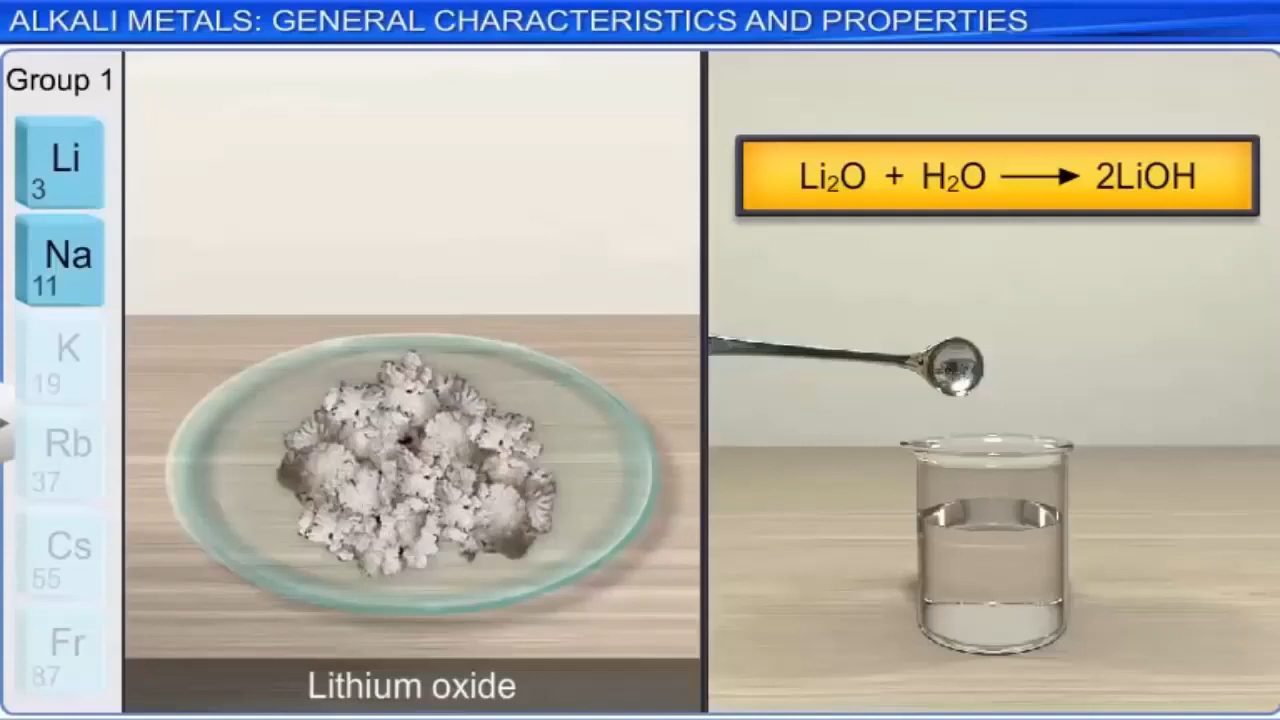 ALKALI METALS: GENERAL CHARACTERISTICS AND PROPERTIES
Group 1
Li
3
Na
11
K
19
Rb
37
Cs
55
Fr
87
Lithium oxide
Li₂O + H₂O ⟶ 2LiOH